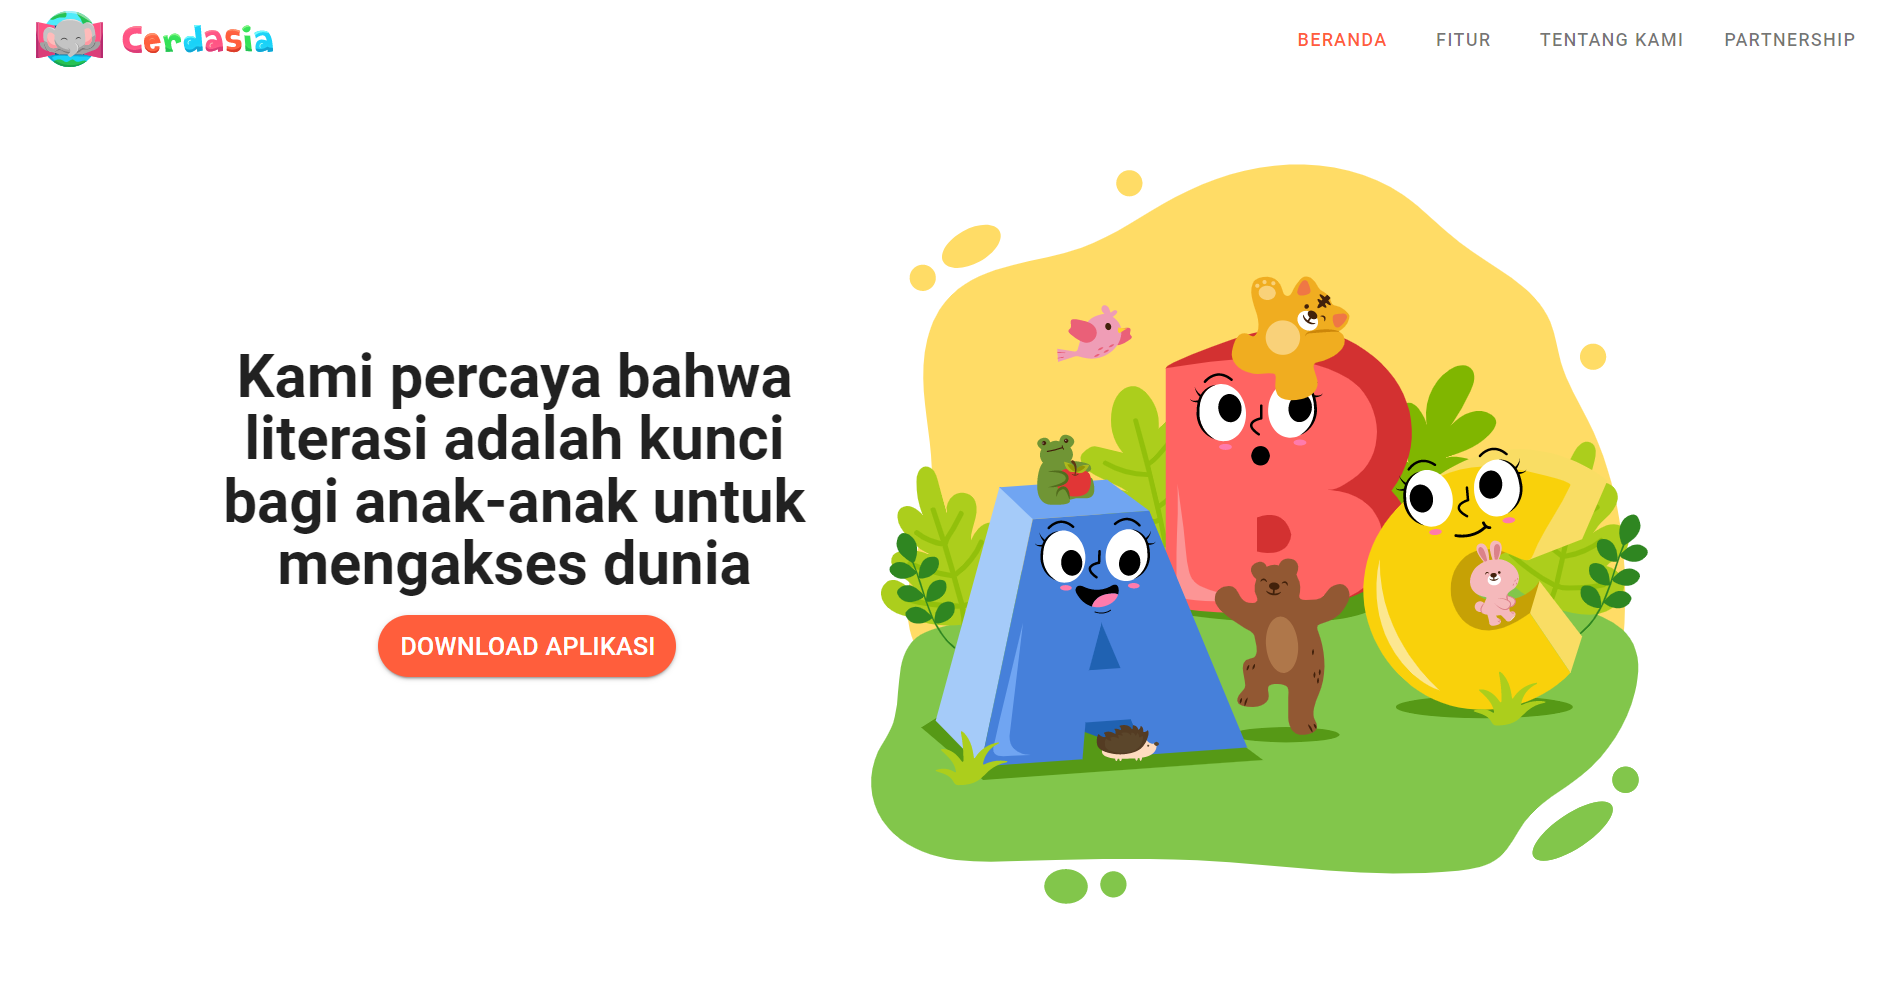 Cerdasia
BERANDA FITUR TENTANG KAMI PARTNERSHIP
Kami percaya bahwa
literasi adalah kunci
bagi anak-anak untuk
mengakses dunia
DOWNLOAD APLIKASI
A B C